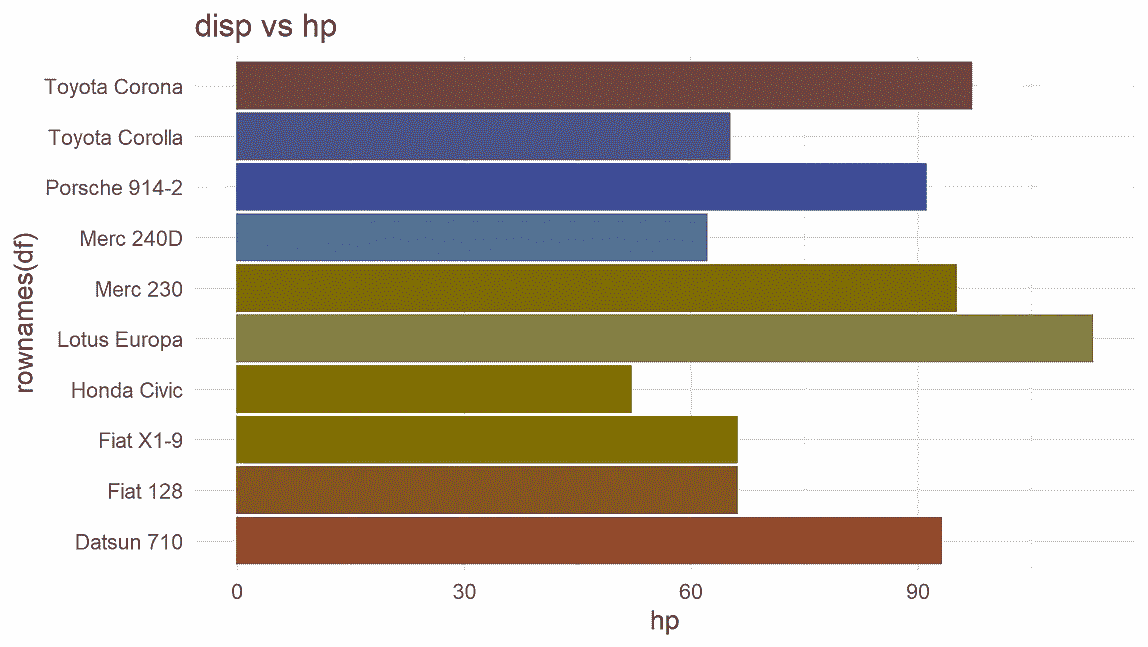 disp vs hp
Toyota Corona
Toyota Corolla
Porsche 914-2
Merc 240D
Merc 230
Lotus Europa
Honda Civic
Fiat X1-9
Fiat 128
Datsun 710
rownames(df)
0 30 60 90
hp